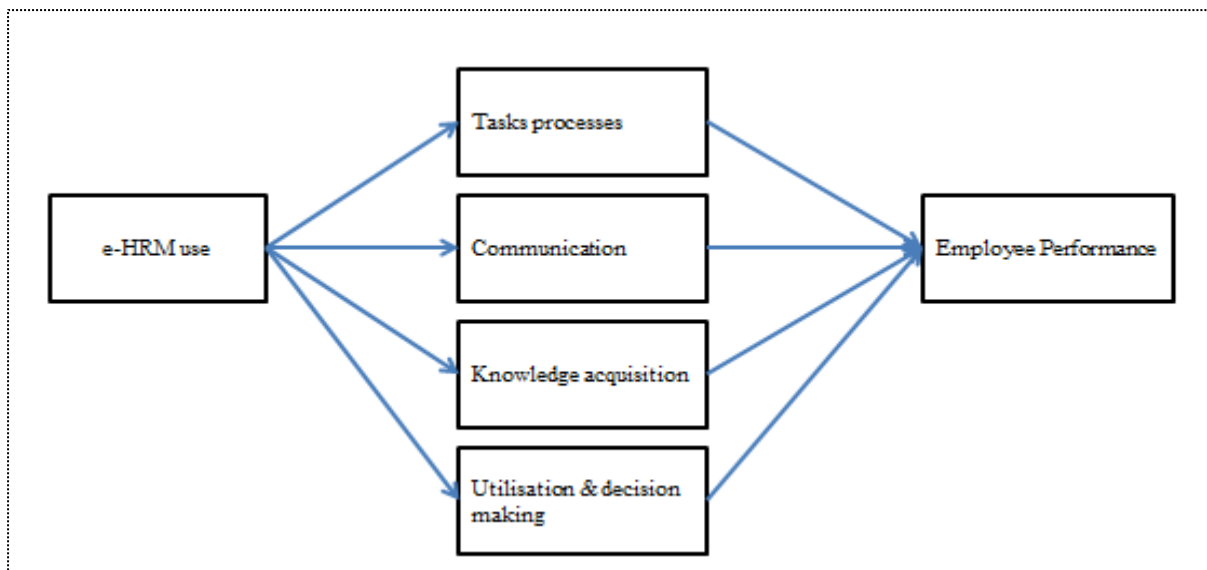 Tasks processes
e-HRM use
Communication
Employee Performance
Knowledge acquisition
Utilisation & decision
making